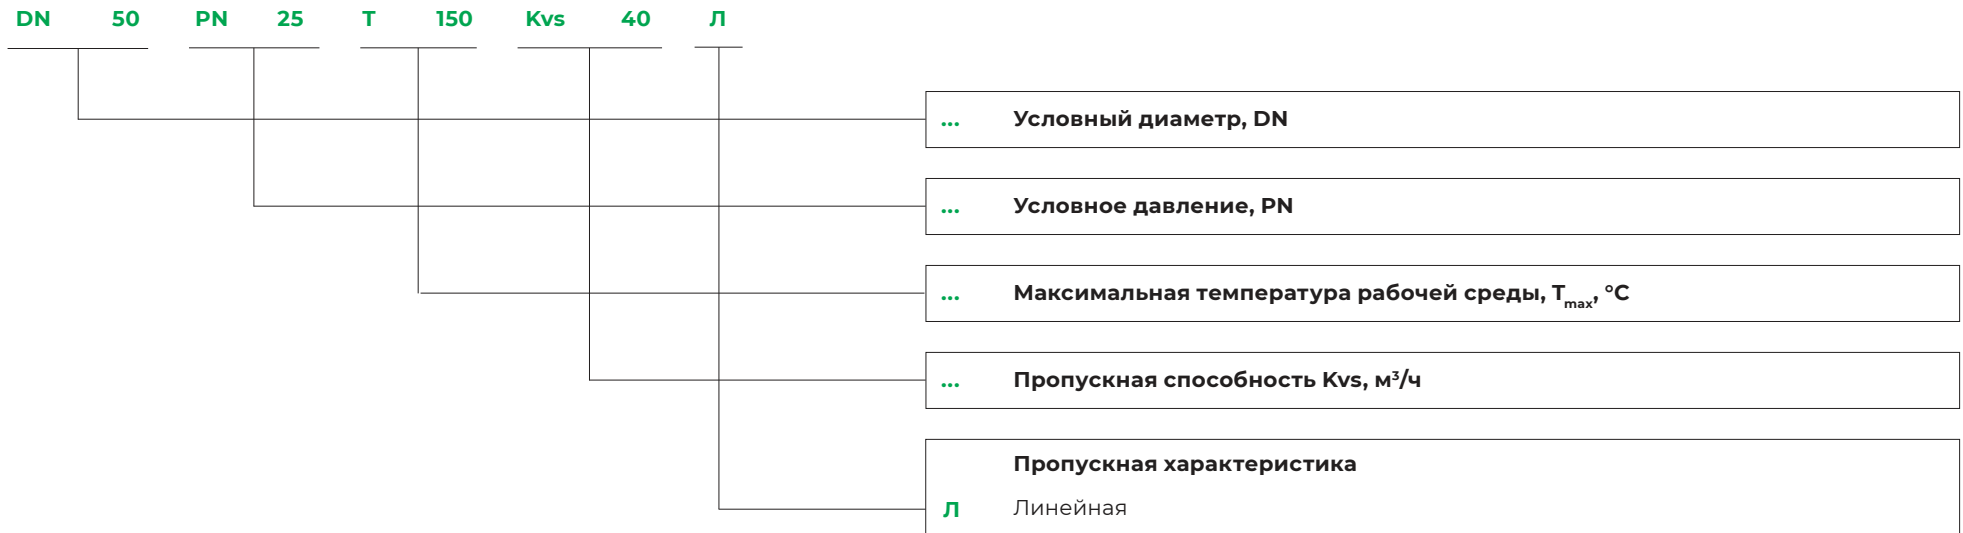 DN 50 PN 25 Т 150 Kvs 40 Л
... Условный диаметр, DN
... Условное давление, PN
... Максимальная температура рабочей среды, Tmax, °C
... Пропускная способность Kvs, м³/ч
Пропускная характеристика
Л Линейная